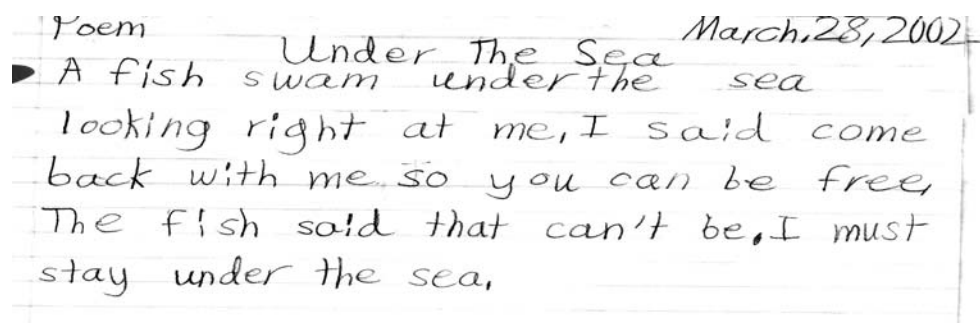 Poem March,28,2002
Under The Sea
A fish swam under the sea
looking right at me, I said come
back with me so you can be free,
The fish said that can't be. I must
stay under the sea.